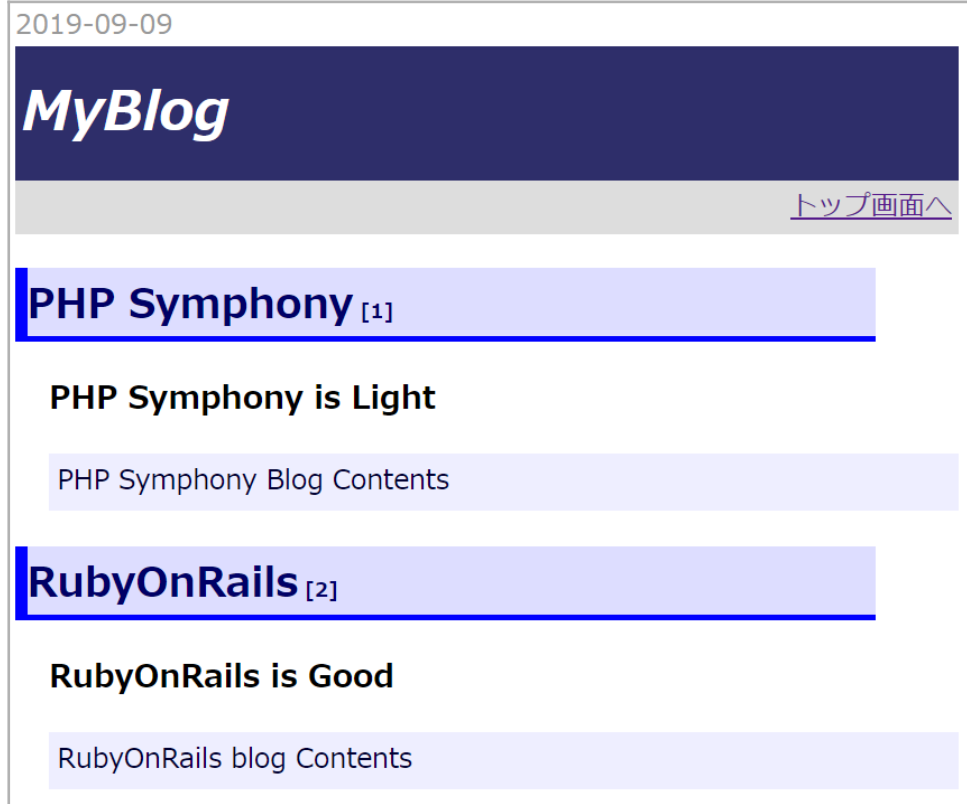 2019-09-09
MyBlog
トップ画面へ
PHP Symphony [1]
PHP Symphony is Light
PHP Symphony Blog Contents
RubyOnRails [2]
RubyOnRails is Good
RubyOnRails blog Contents